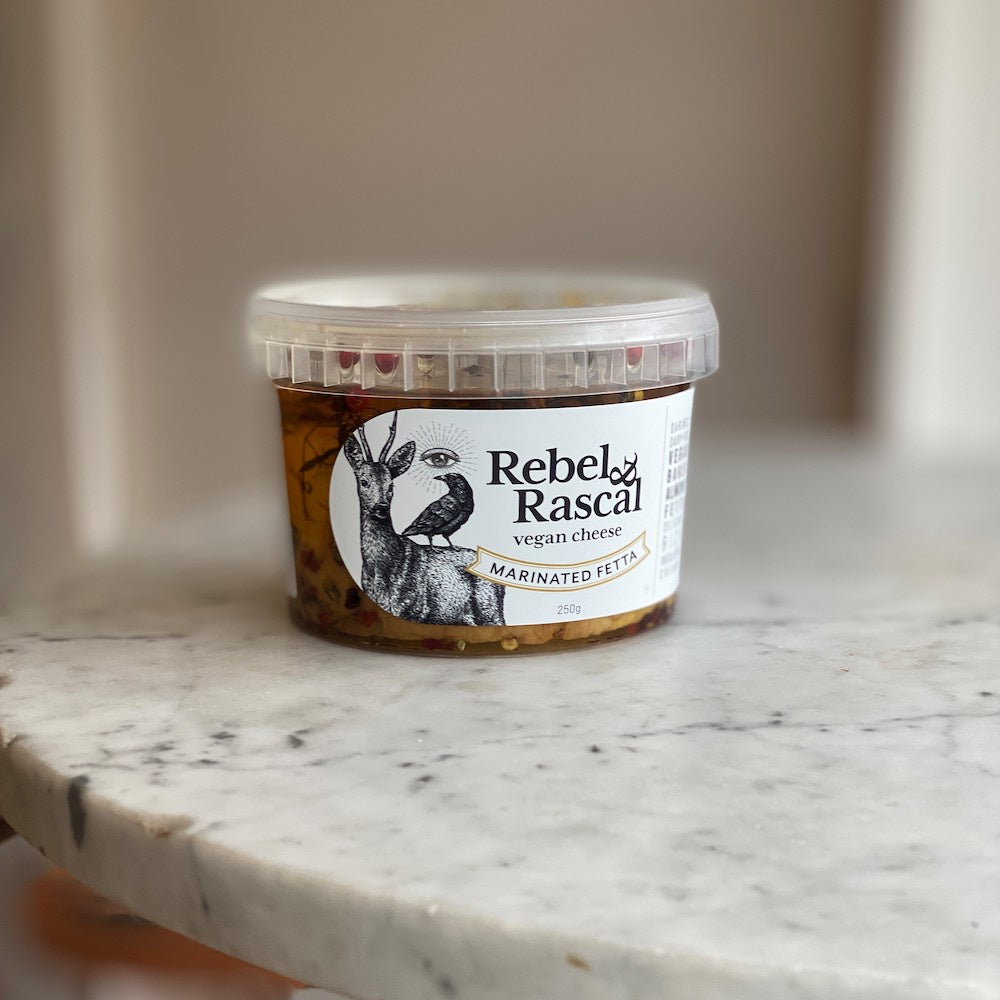 Rebel &
Rascal
vegan cheese
MARINATED FETTA
250g